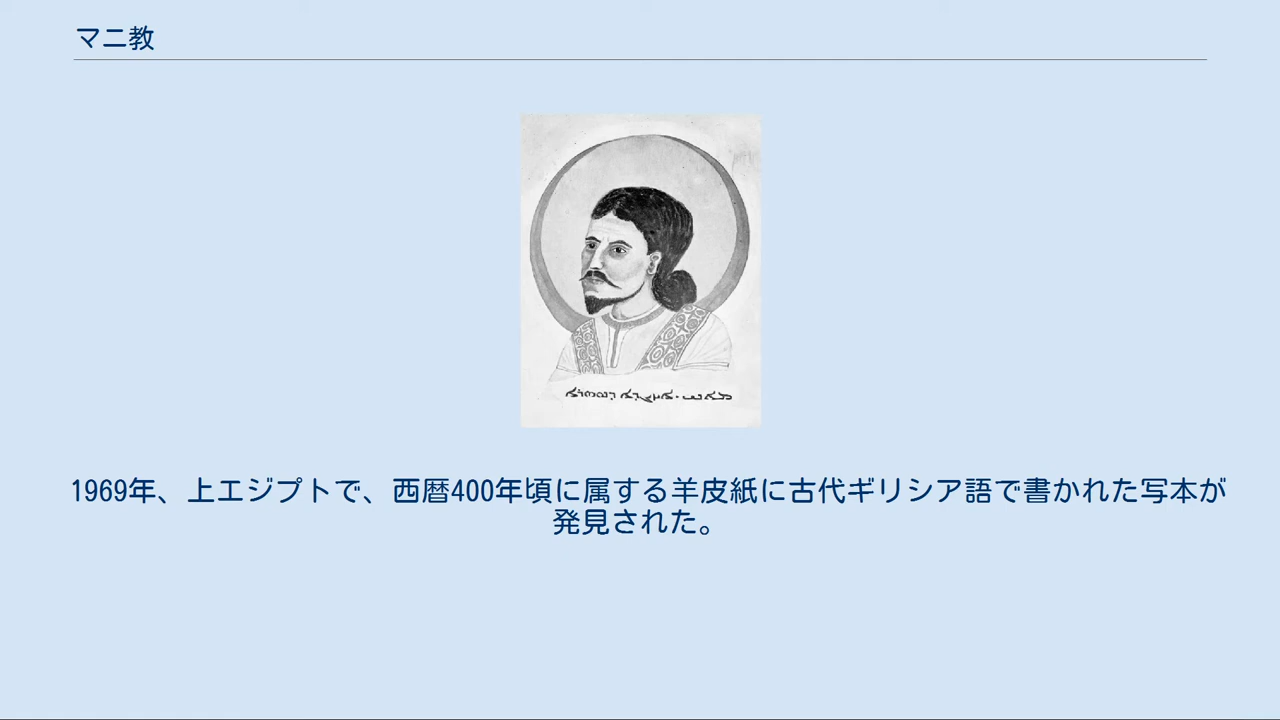 マニ教
1969年、上エジプトで、西暦400年頃に属する羊皮紙に古代ギリシア語で書かれた写本が
発見された。